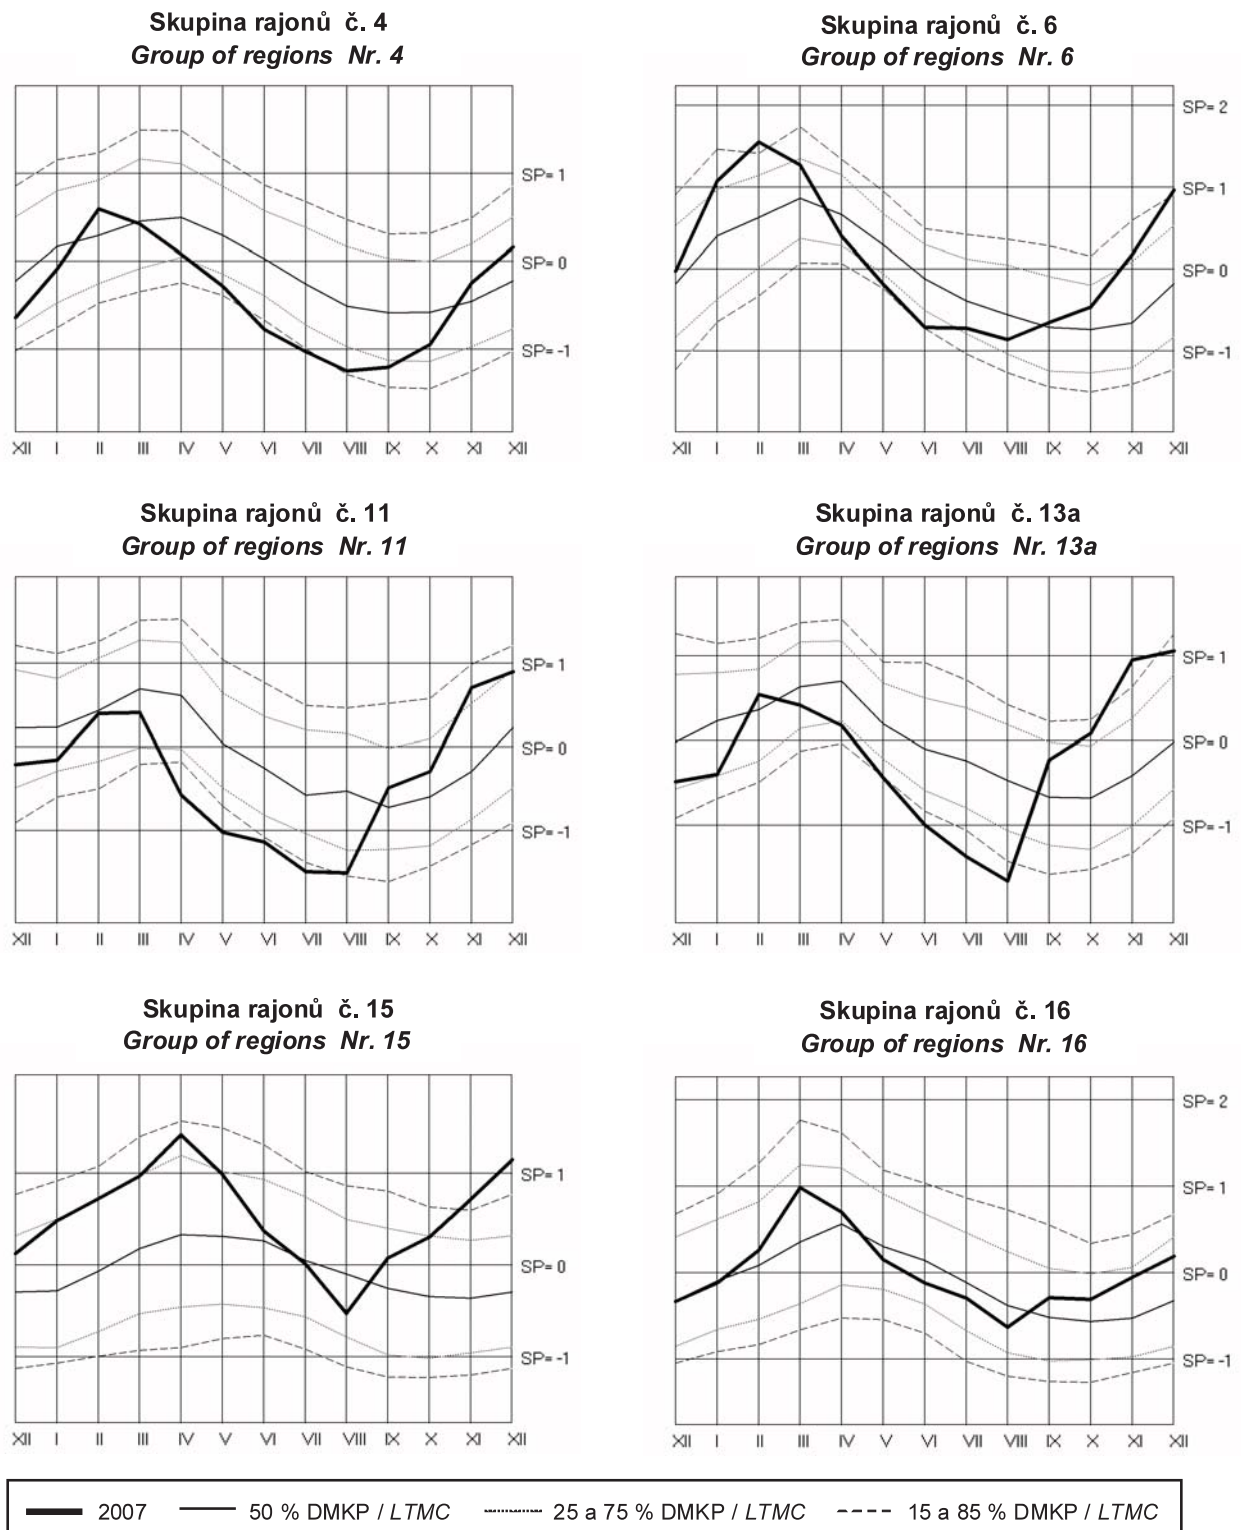 Skupina rajonů č. 4
Group of regions Nr. 4
SP= 1
SP= 0
SP= -1
XII I II III IV V VI VII VIII IX X XI XII
Skupina rajonů č. 6
Group of regions Nr. 6
SP= 2
SP= 1
SP= 0
SP= -1
XII I II III IV V VI VII VIII IX X XI XII
Skupina rajonů č. 11
Group of regions Nr. 11
SP= 1
SP= 0
SP= -1
XII I II III IV V VI VII VIII IX X XI XII
Skupina rajonů č. 13a
Group of regions Nr. 13a
SP= 1
SP= 0
SP= -1
XII I II III IV V VI VII VIII IX X XI XII
Skupina rajonů č. 15
Group of regions Nr. 15
SP= 1
SP= 0
SP= -1
XII I II III IV V VI VII VIII IX X XI XII
Skupina rajonů č. 16
Group of regions Nr. 16
SP= 2
SP= 1
SP= 0
SP= -1
XII I II III IV V VI VII VIII IX X XI XII
2007 50 % DMKP / LTMC 25 a 75 % DMKP / LTMC 15 a 85 % DMKP / LTMC